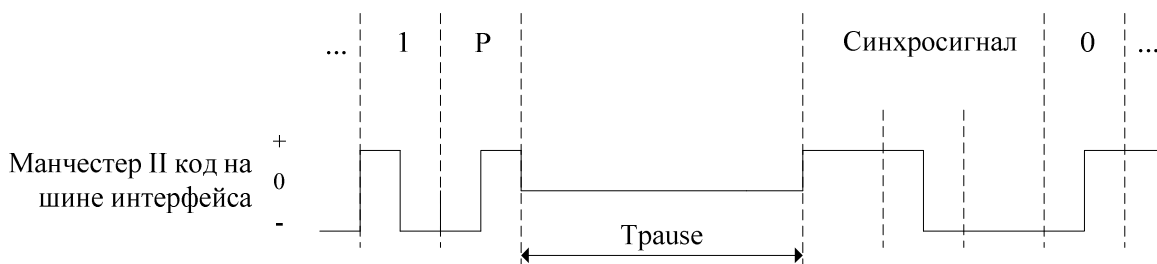 ... 1 P Синхросигнал 0 ...
Манчестер II код на
шине интерфейса
+
0
-
Tpause